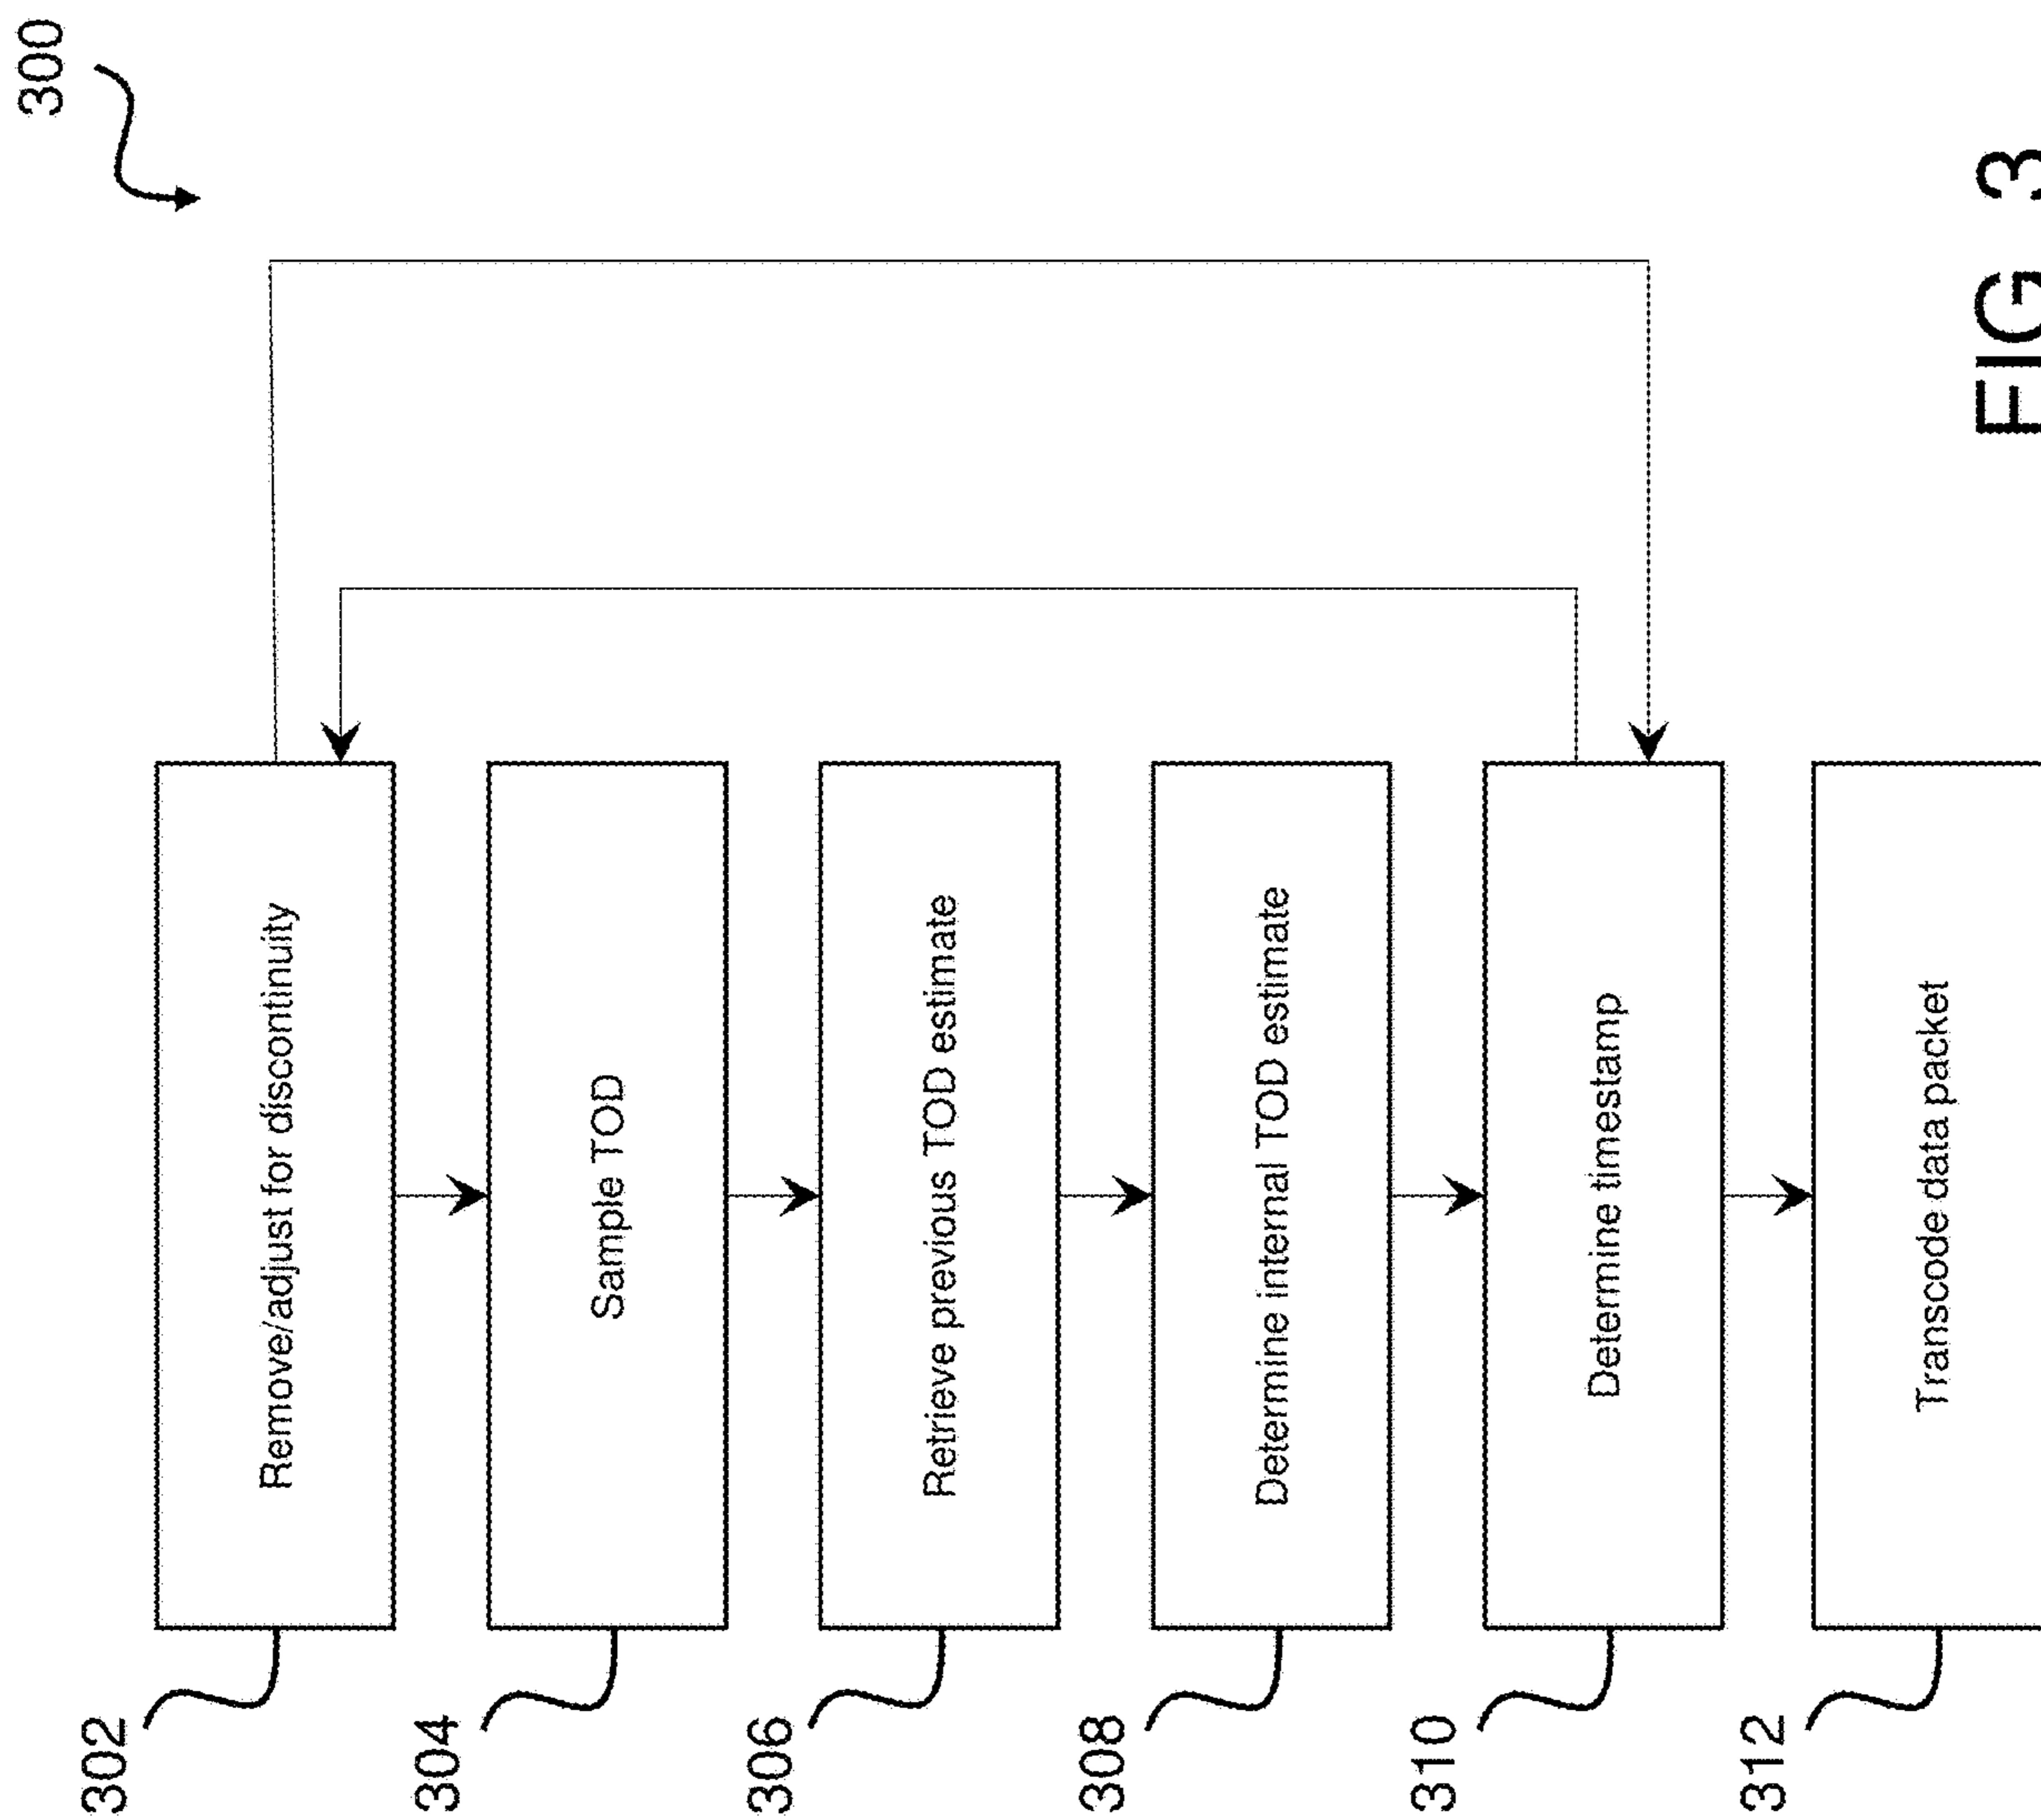 300
302
Remove/adjust for discontinuity
304
Sample TOD
306
Retrieve previous TOD estimate
308
Determine internal TOD estimate
310
Determine timestamp
312
Transcode data packet
FIG 3